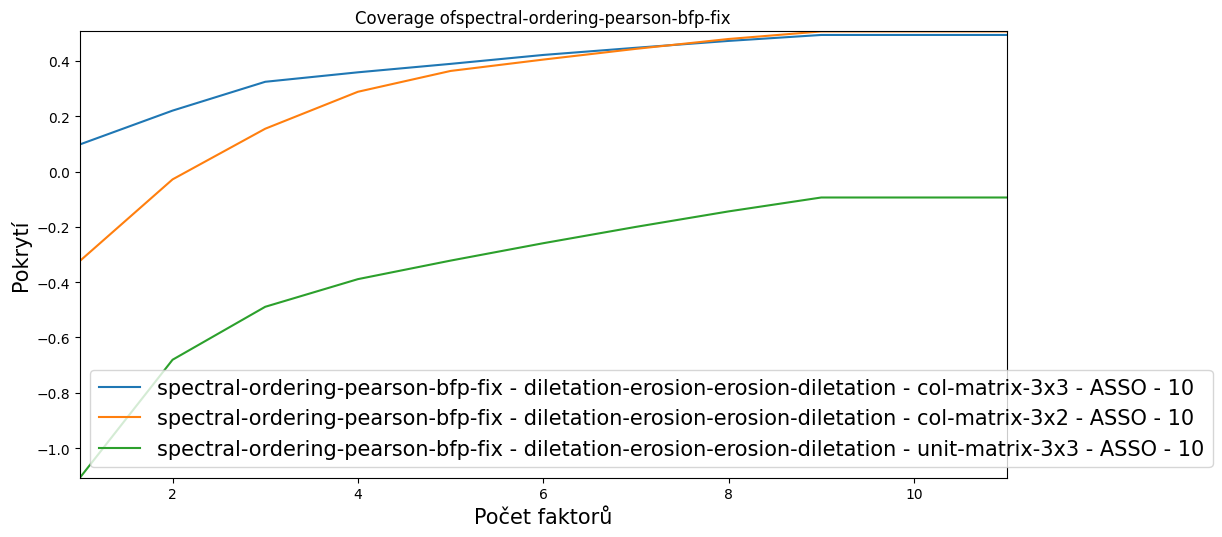 Coverage ofspectral-ordering-pearson-bfp-fix
Pokrytí
0.4
0.2
0.0
−0.2
−0.4
−0.6
−0.8
−1.0
spectral-ordering-pearson-bfp-fix - diletation-erosion-erosion-diletation - col-matrix-3x3 - ASSO - 10
spectral-ordering-pearson-bfp-fix - diletation-erosion-erosion-diletation - col-matrix-3x2 - ASSO - 10
spectral-ordering-pearson-bfp-fix - diletation-erosion-erosion-diletation - unit-matrix-3x3 - ASSO - 10
2 4 6 8 10
Počet faktorů